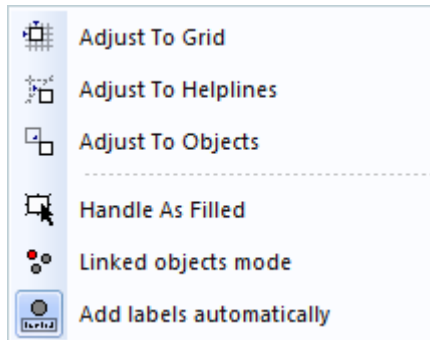 Adjust To Grid
Adjust To Helplines
Adjust To Objects
Handle As Filled
Linked objects mode
Add labels automatically